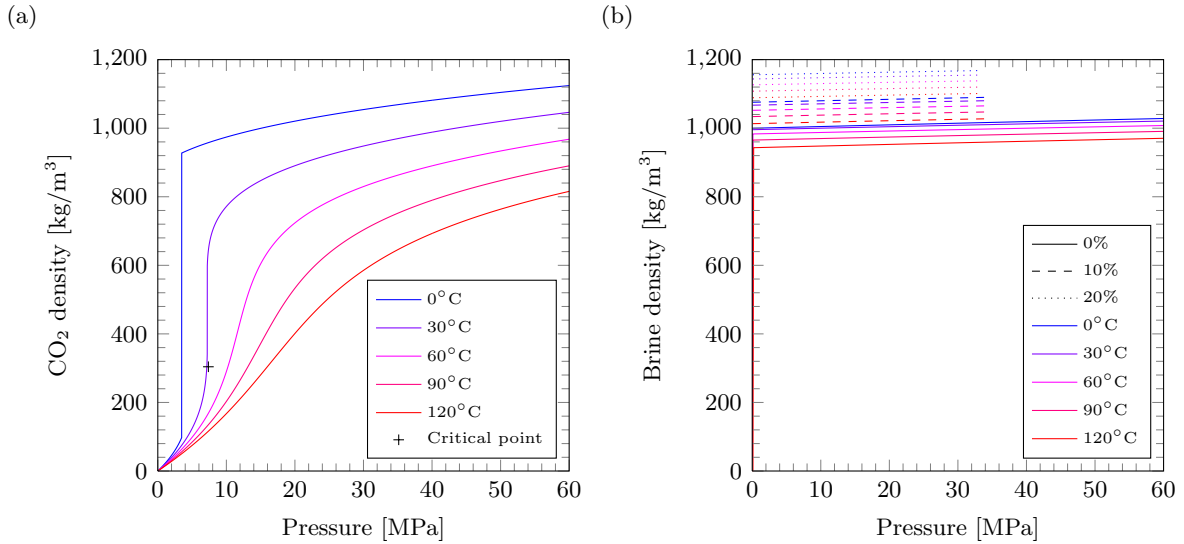 (a)
CO₂ density [kg/m³]
1,200
1,000
800
600
400
200
0
0 10 20 30 40 50 60
Pressure [MPa]
0°C
30°C
60°C
90°C
120°C
Critical point
(b)
Brine density [kg/m³]
1,200
1,000
800
600
400
200
0
0 10 20 30 40 50 60
Pressure [MPa]
0%
10%
20%
0°C
30°C
60°C
90°C
120°C